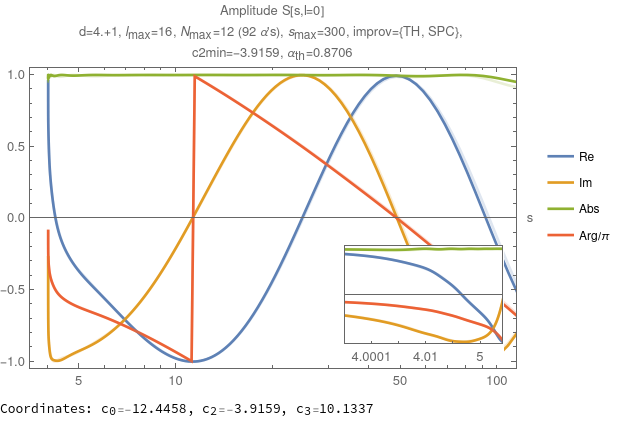 Amplitude S[s,l=0]
d=4.+1, lmax=16, Nmax=12 (92 α's), smax=300, improv={TH, SPC},
c2min=-3.9159, αth=0.8706
1.0
0.5
0.0
-0.5
-1.0
5
10
50
100
s
4.0001
4.01
5
Re
Im
Abs
Arg/π
Coordinates: c0=-12.4458, c2=-3.9159, c3=10.1337